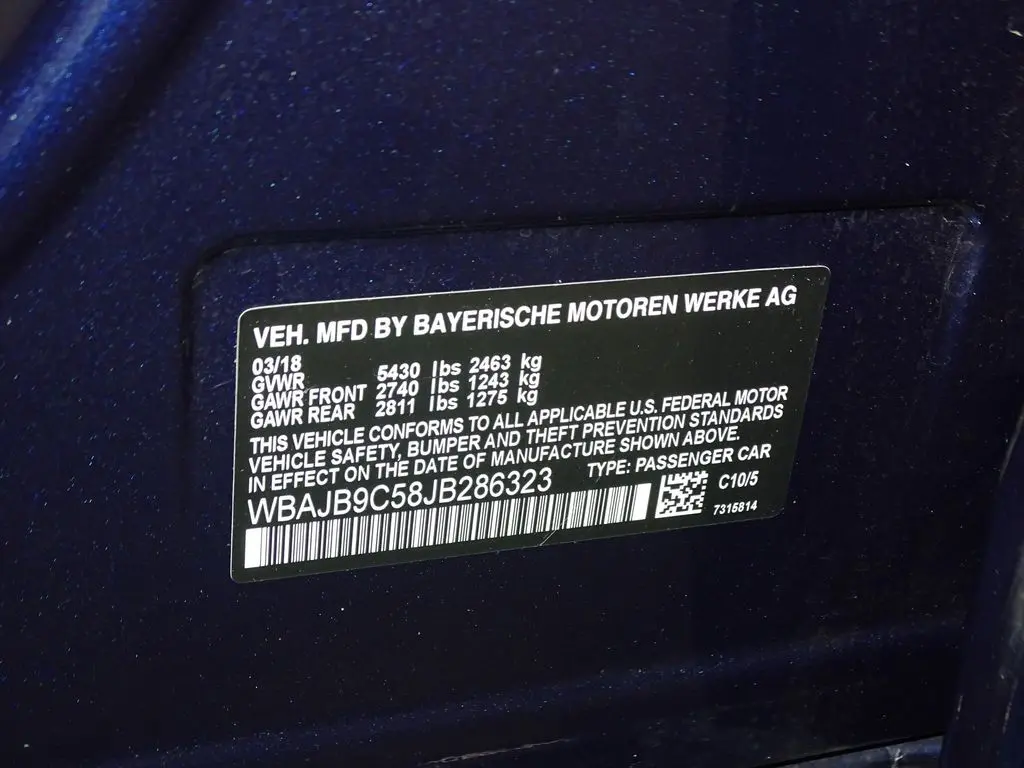 VEH. MFD BY BAYERISCHE MOTOREN WERKE AG
03/18
GVWR 5430 lbs 2463 kg
GAWR FRONT 2740 lbs 1243 kg
GAWR REAR 2811 lbs 1275 kg
THIS VEHICLE CONFORMS TO ALL APPLICABLE U.S. FEDERAL MOTOR
VEHICLE SAFETY, BUMPER AND THEFT PREVENTION STANDARDS
IN EFFECT ON THE DATE OF MANUFACTURE SHOWN ABOVE.
WBAJB9C58JB286323 TYPE: PASSENGER CAR
C10/5
7315814